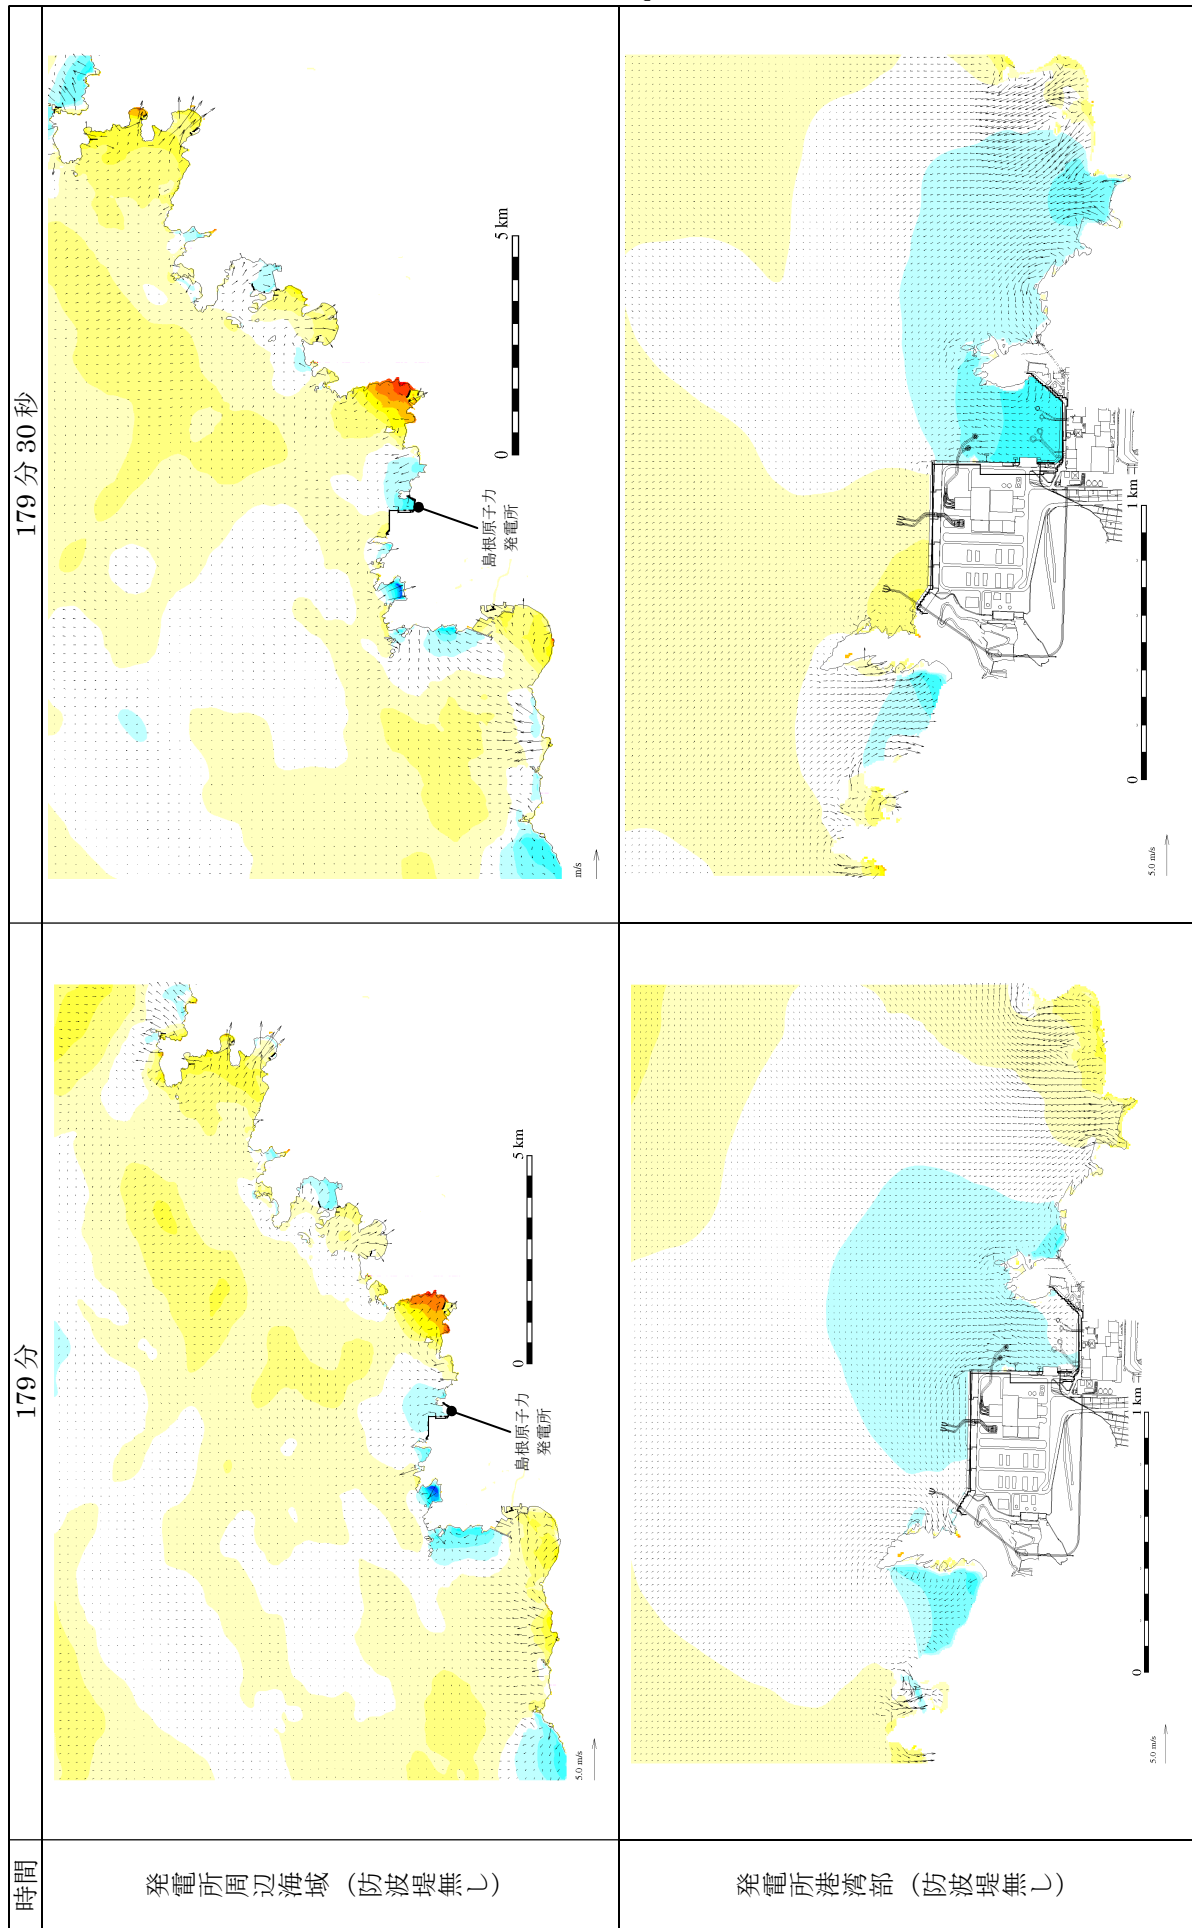 時間
179分
179分30秒
発電所周辺海域(防波堤無し)
島根原子力
発電所
0
5 km
5.0 m/s
島根原子力
発電所
0
5 km
m/s
発電所港湾部(防波堤無し)
0
1 km
5.0 m/s
0
1 km
5.0 m/s